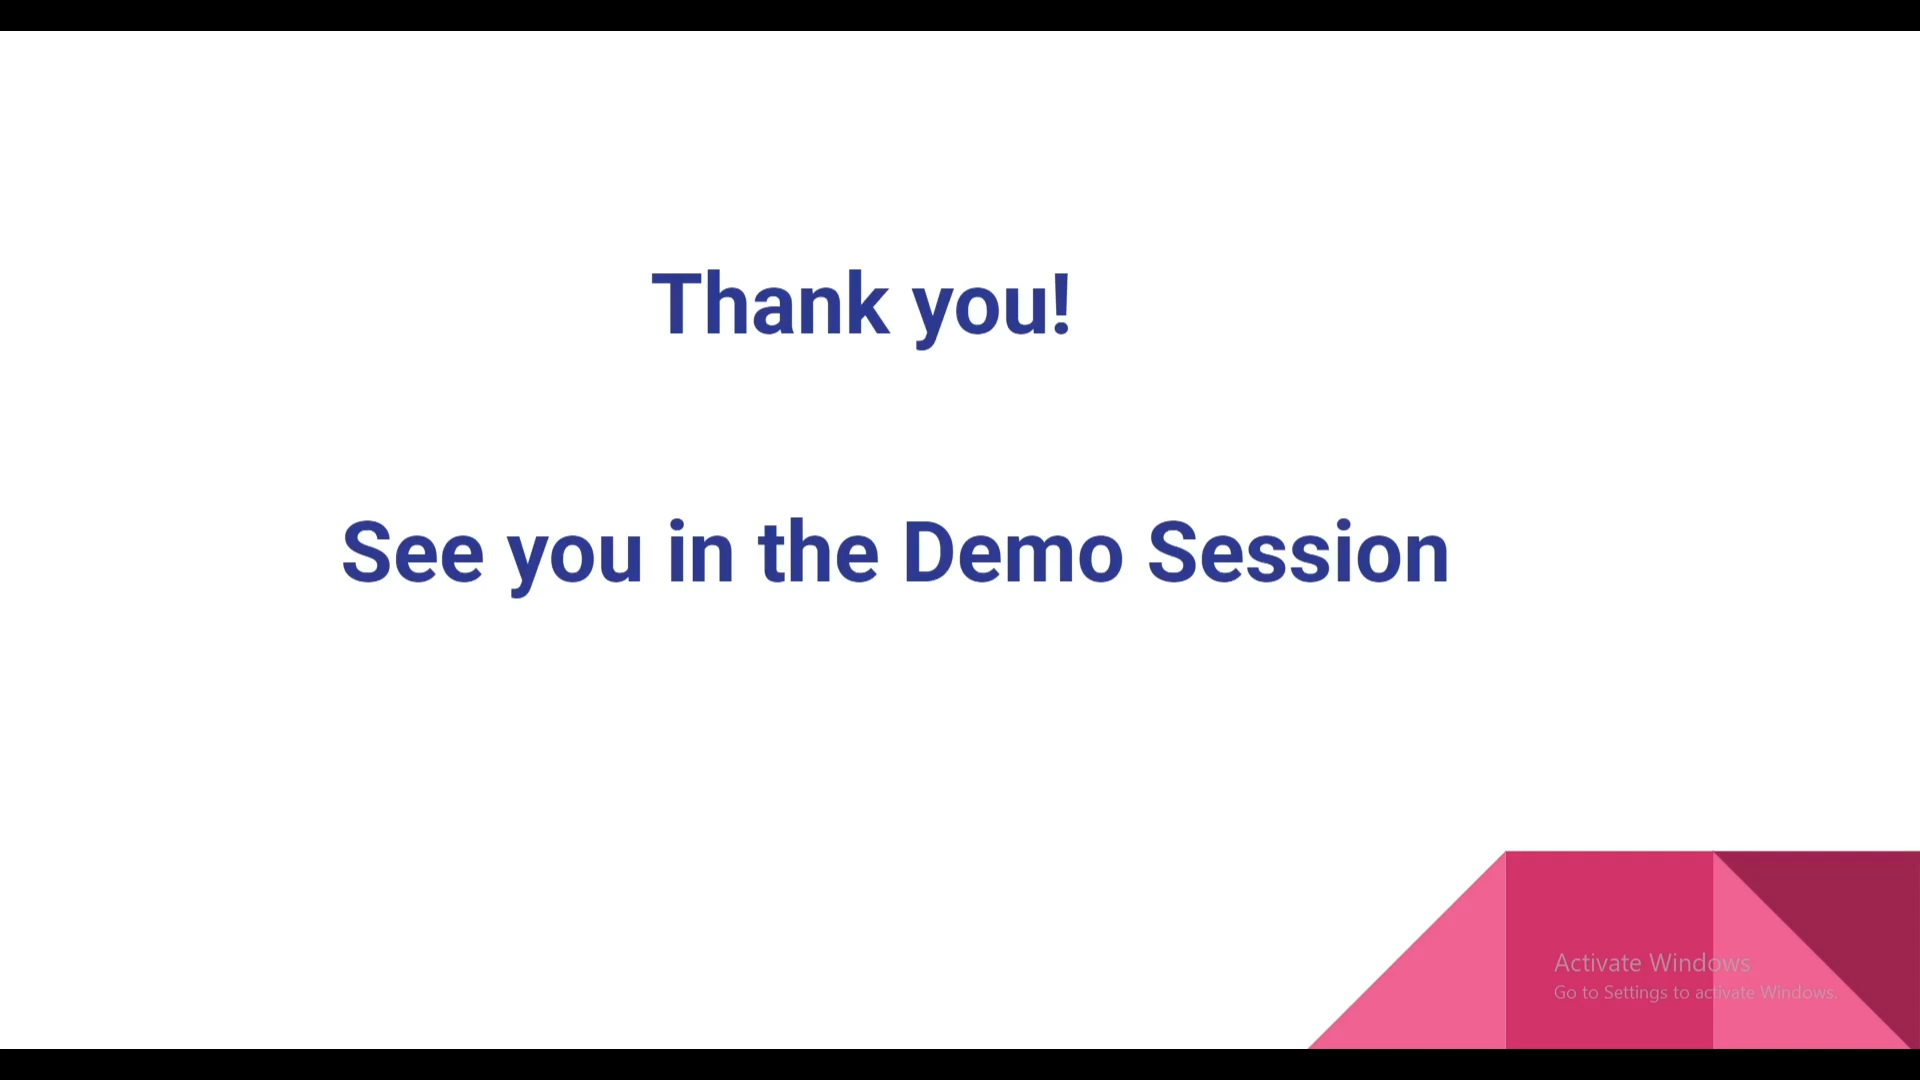 Thank you!
See you in the Demo Session
Activate Windows
Go to Settings to activate Windows.